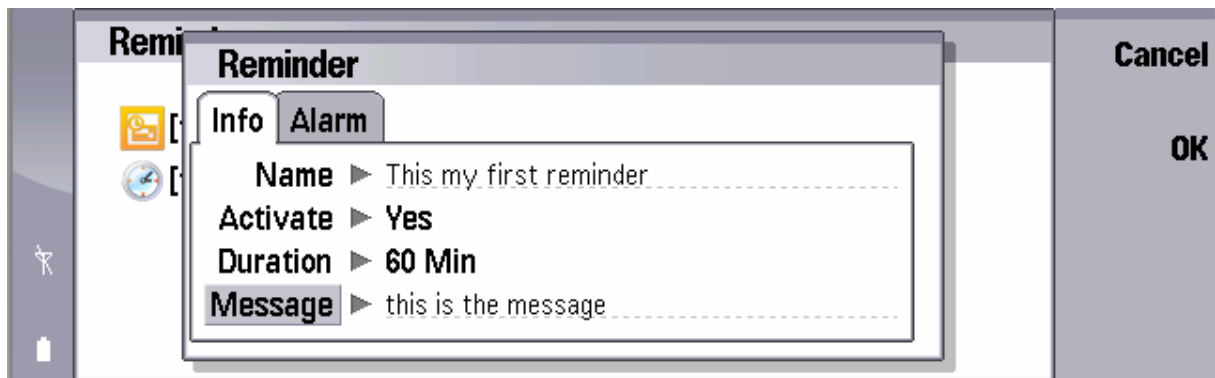 Remi
Cancel
Reminder
Info Alarm
[
OK
Name This my first reminder
[
Activate Yes
Duration 60 Min
Message this is the message